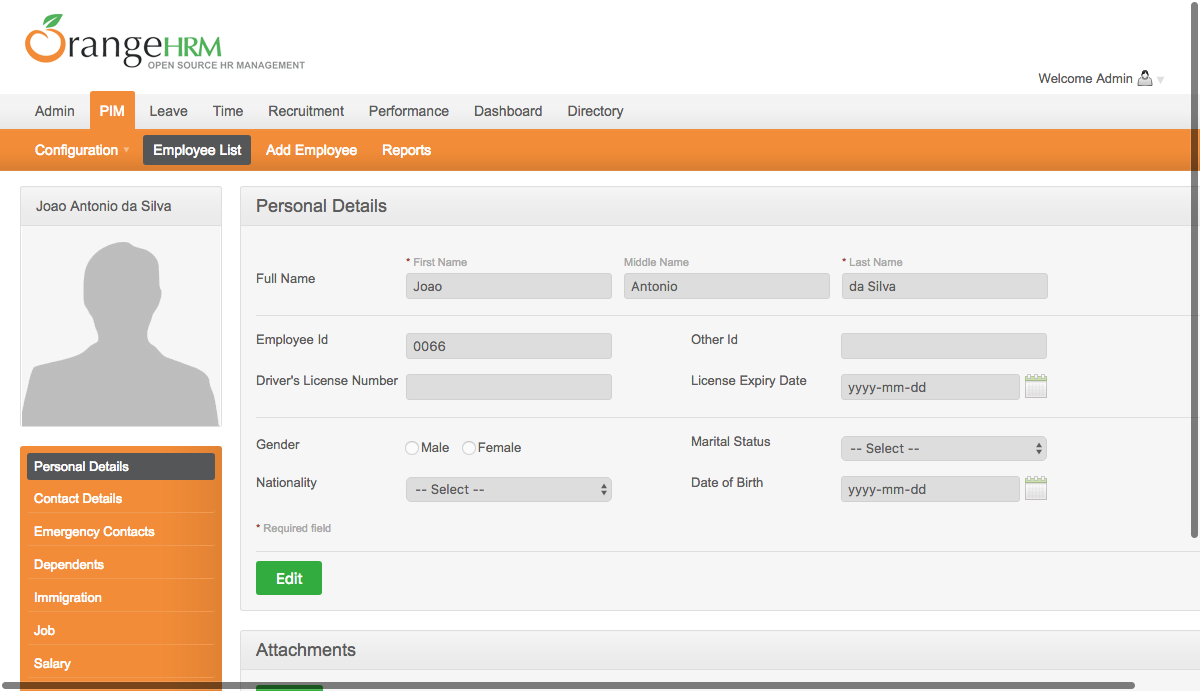 OrangeHRM
OPEN SOURCE HR MANAGEMENT
Welcome Admin
Admin PIM Leave Time Recruitment Performance Dashboard Directory
Configuration Employee List Add Employee Reports
Joao Antonio da Silva
Personal Details
Contact Details
Emergency Contacts
Dependents
Immigration
Job
Salary
Personal Details
* First Name Middle Name * Last Name
Full Name Joao Antonio da Silva
Employee Id 0066 Other Id
Driver's License Number License Expiry Date yyyy-mm-dd
Gender Male Female Marital Status -- Select --
Nationality -- Select -- Date of Birth yyyy-mm-dd
* Required field
Edit
Attachments